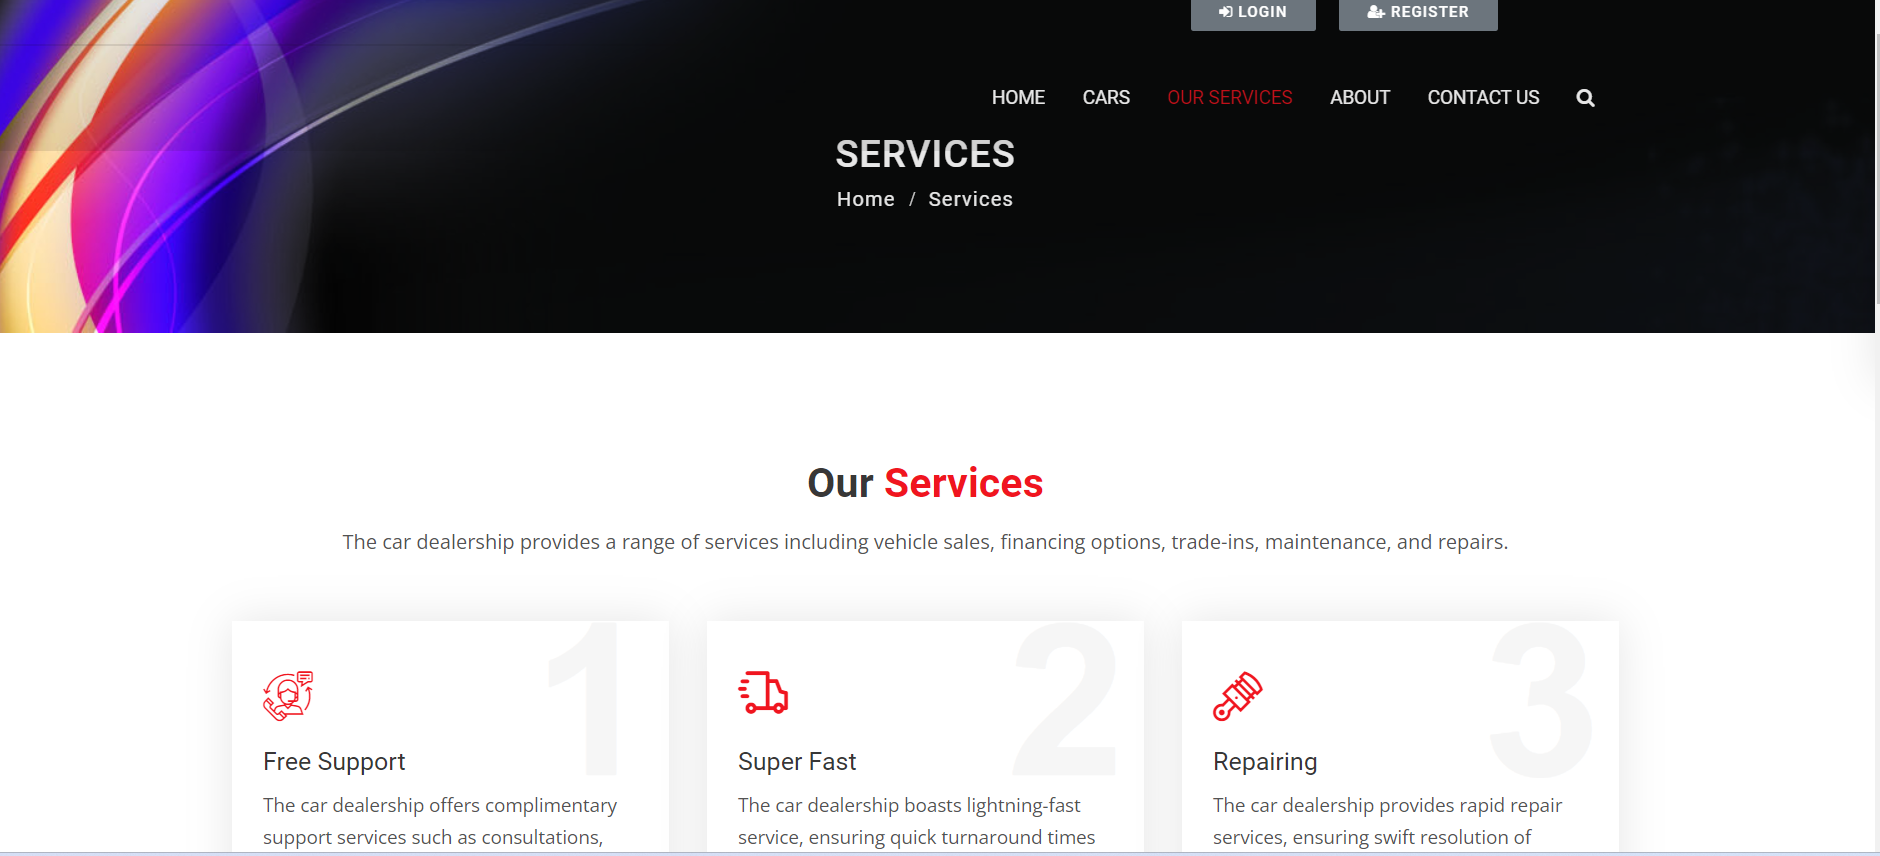 LOGIN
REGISTER
HOME CARS OUR SERVICES ABOUT CONTACT US
SERVICES
Home / Services
Our Services
The car dealership provides a range of services including vehicle sales, financing options, trade-ins, maintenance, and repairs.
1
Free Support
The car dealership offers complimentary
support services such as consultations,
2
Super Fast
The car dealership boasts lightning-fast
service, ensuring quick turnaround times
3
Repairing
The car dealership provides rapid repair
services, ensuring swift resolution of